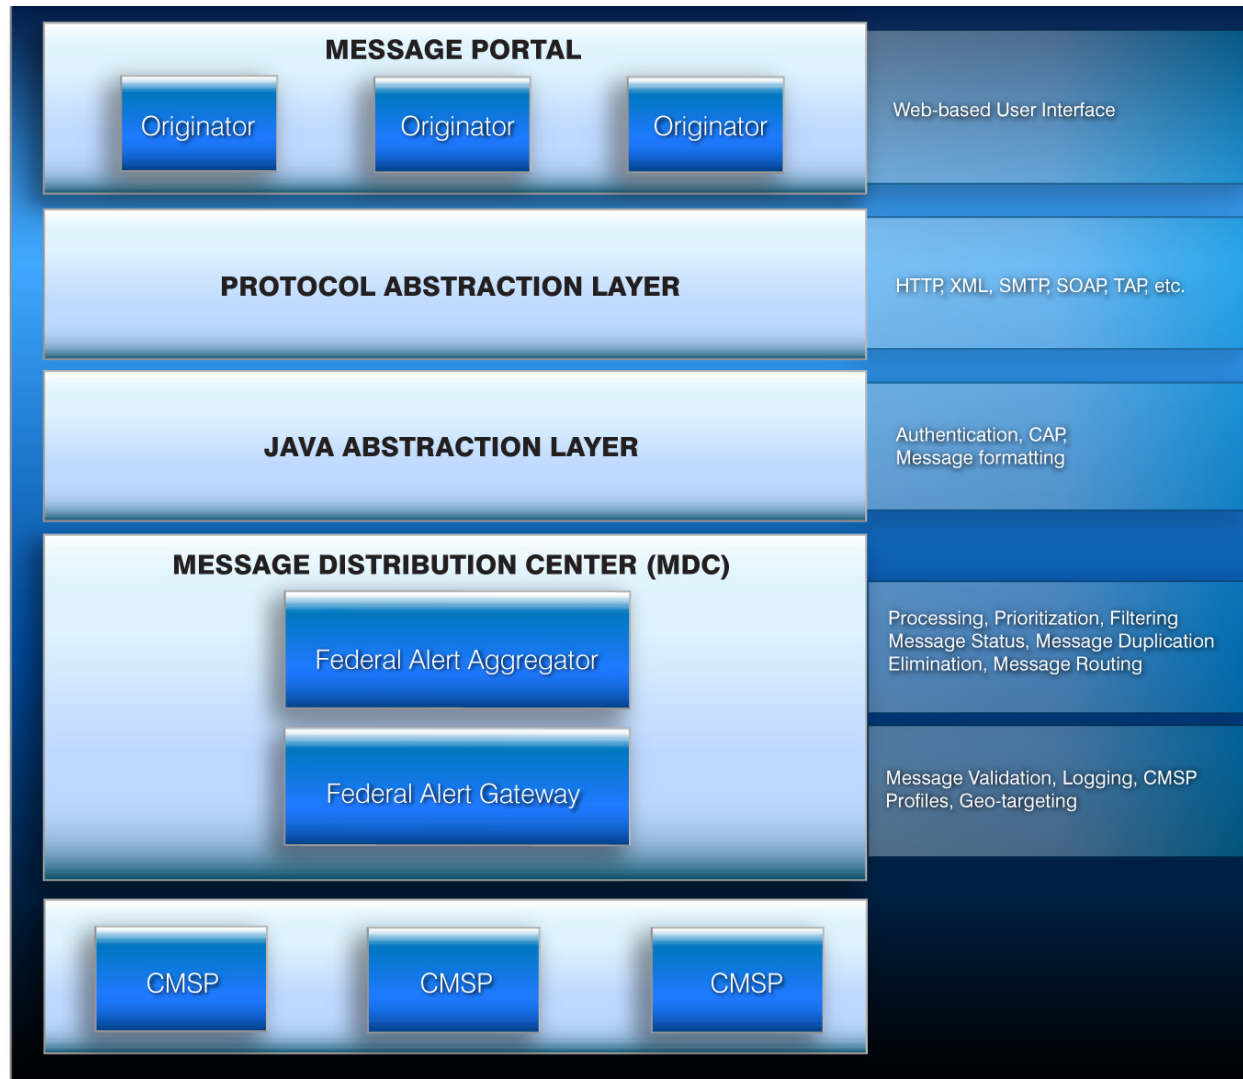 MESSAGE PORTAL
Originator
Originator
Originator
Web-based User Interface
PROTOCOL ABSTRACTION LAYER
HTTP, XML, SMTP, SOAP, TAP, etc.
JAVA ABSTRACTION LAYER
Authentication, CAP,
Message formatting
MESSAGE DISTRIBUTION CENTER (MDC)
Federal Alert Aggregator
Processing, Prioritization, Filtering
Message Status, Message Duplication
Elimination, Message Routing
Federal Alert Gateway
Message Validation, Logging, CMSP
Profiles, Geo-targeting
CMSP
CMSP
CMSP